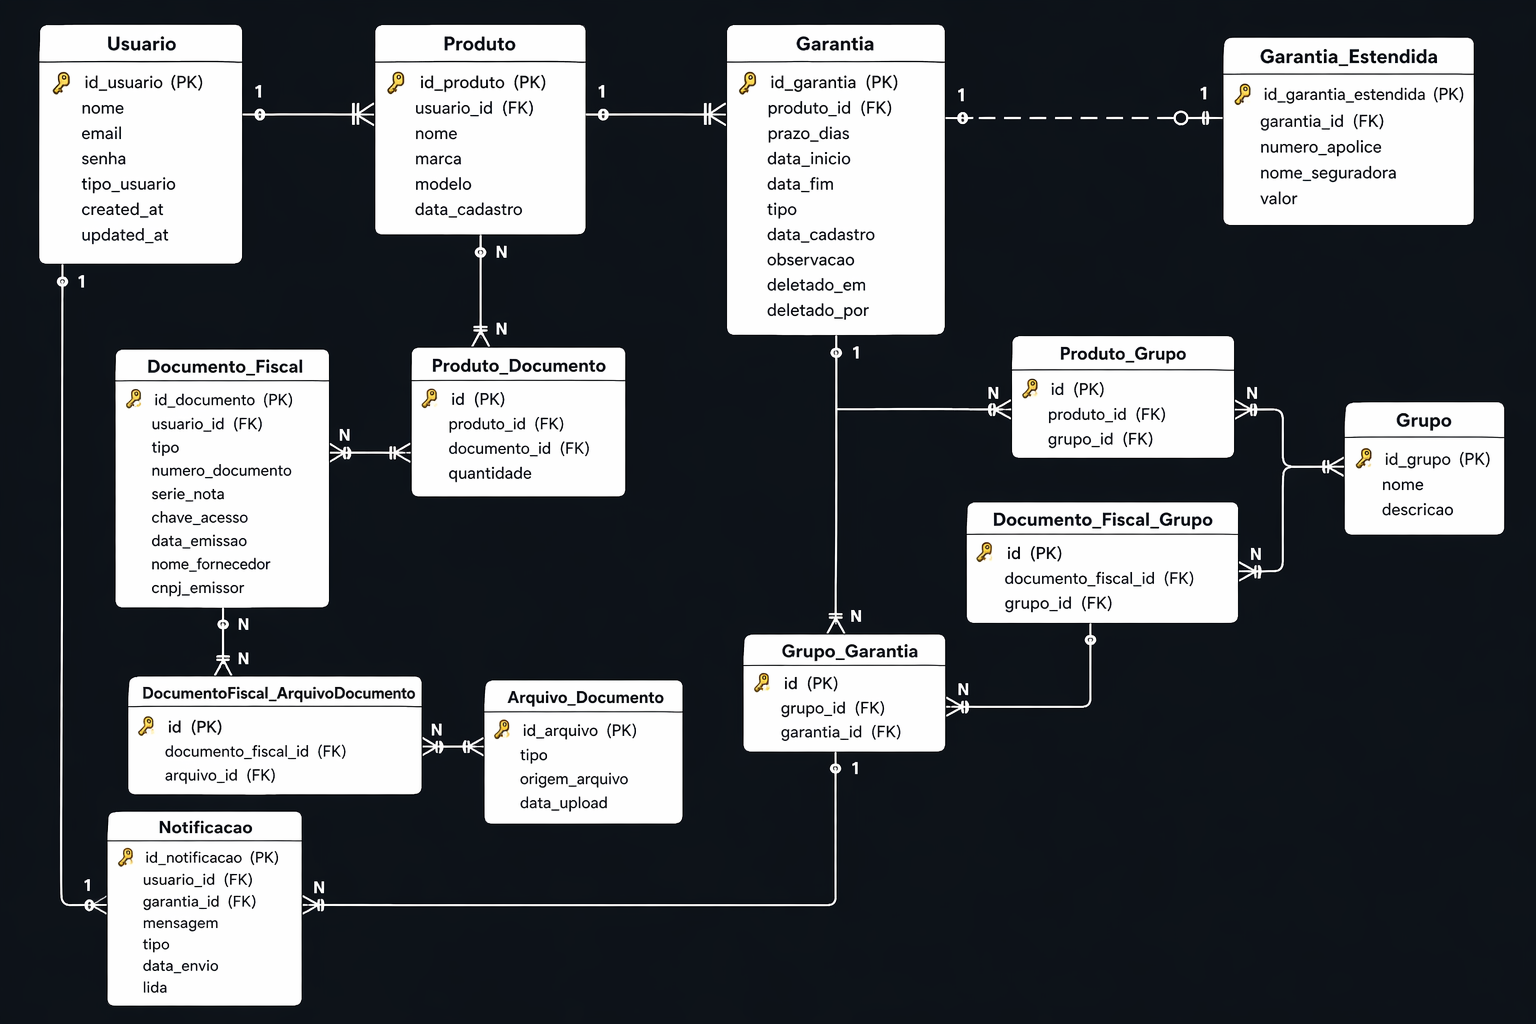 Usuario
id_usuario (PK)
nome
email
senha
tipo_usuario
created_at
updated_at
1
1
Produto
id_produto (PK)
usuario_id (FK)
nome
marca
modelo
data_cadastro
1
N
N
Garantia
id_garantia (PK)
produto_id (FK)
prazo_dias
data_inicio
data_fim
tipo
data_cadastro
observacao
deletado_em
deletado_por
1
1
1
Garantia_Estendida
id_garantia_estendida (PK)
garantia_id (FK)
numero_apolice
nome_seguradora
valor
Documento_Fiscal
id_documento (PK)
usuario_id (FK)
tipo
numero_documento
serie_nota
chave_acesso
data_emissao
nome_fornecedor
cnpj_emissor
N
N
N
Produto_Documento
id (PK)
produto_id (FK)
documento_id (FK)
quantidade
N
Produto_Grupo
id (PK)
produto_id (FK)
grupo_id (FK)
N
Grupo
id_grupo (PK)
nome
descricao
Documento_Fiscal_Grupo
id (PK)
documento_fiscal_id (FK)
grupo_id (FK)
N
N
Grupo_Garantia
id (PK)
grupo_id (FK)
garantia_id (FK)
N
1
DocumentoFiscal_ArquivoDocumento
id (PK)
documento_fiscal_id (FK)
arquivo_id (FK)
N
Arquivo_Documento
id_arquivo (PK)
tipo
origem_arquivo
data_upload
1
Notificacao
id_notificacao (PK)
usuario_id (FK)
garantia_id (FK)
mensagem
tipo
data_envio
lida
N